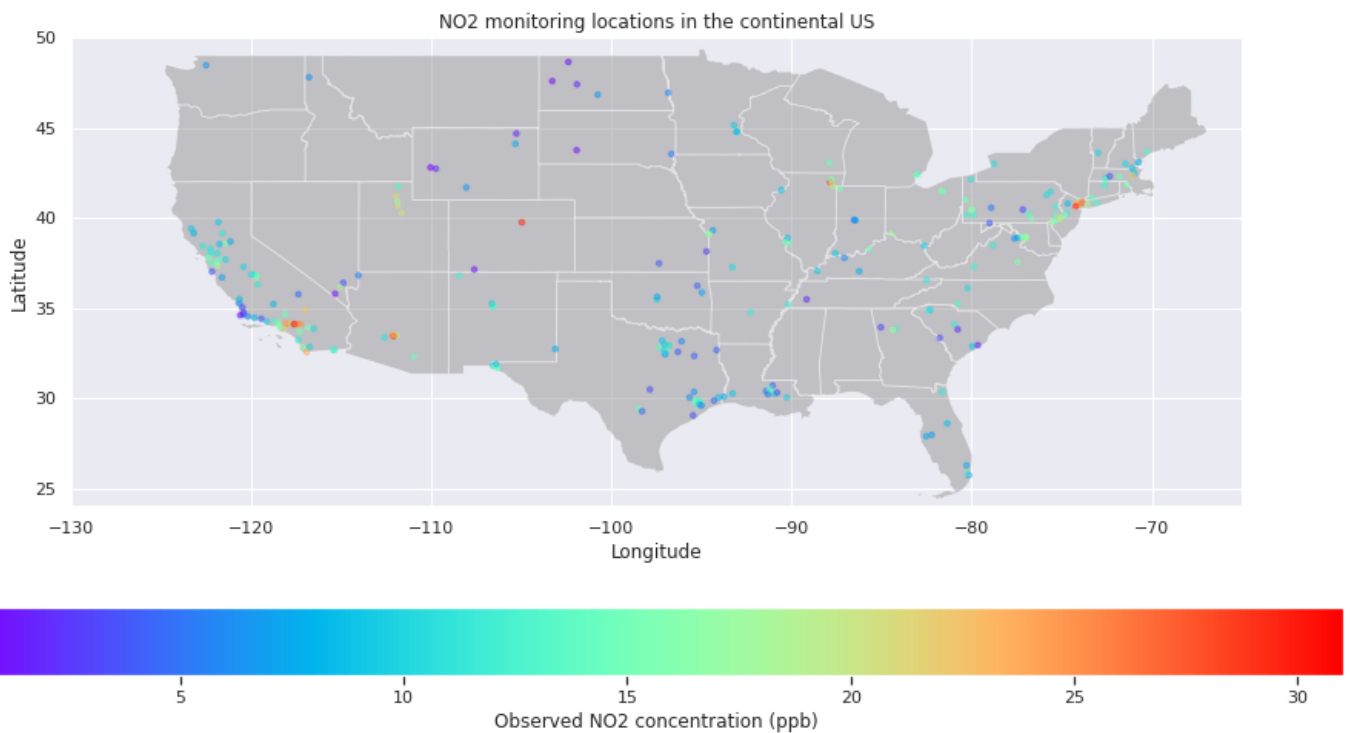 NO2 monitoring locations in the continental US
50
45
40
35
30
25
Latitude
−130 −120 −110 −100 −90 −80 −70
Longitude
5 10 15 20 25 30
Observed NO2 concentration (ppb)